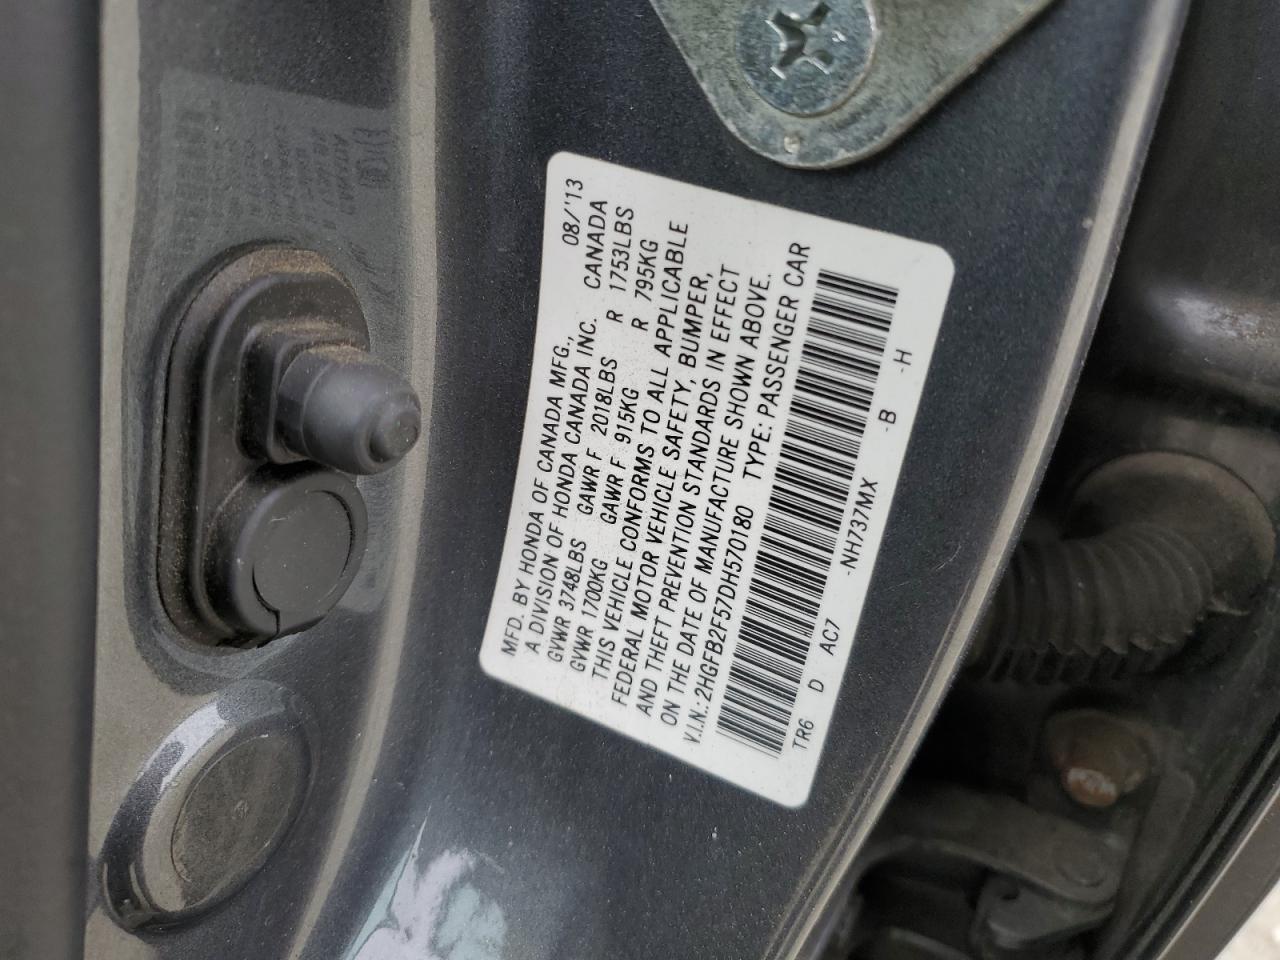 MFD. BY HONDA OF CANADA MFG., 08/'13
A DIVISION OF HONDA CANADA INC. CANADA
GVWR 3748LBS GAWR F 2018LBS R 1753LBS
GVWR 1700KG GAWR F 915KG R 795KG
THIS VEHICLE CONFORMS TO ALL APPLICABLE
FEDERAL MOTOR VEHICLE SAFETY, BUMPER,
AND THEFT PREVENTION STANDARDS IN EFFECT
ON THE DATE OF MANUFACTURE SHOWN ABOVE.
V.I.N.: 2HGFB2F57DH570180 TYPE: PASSENGER CAR
TR6 D AC7 -NH737MX -B -H